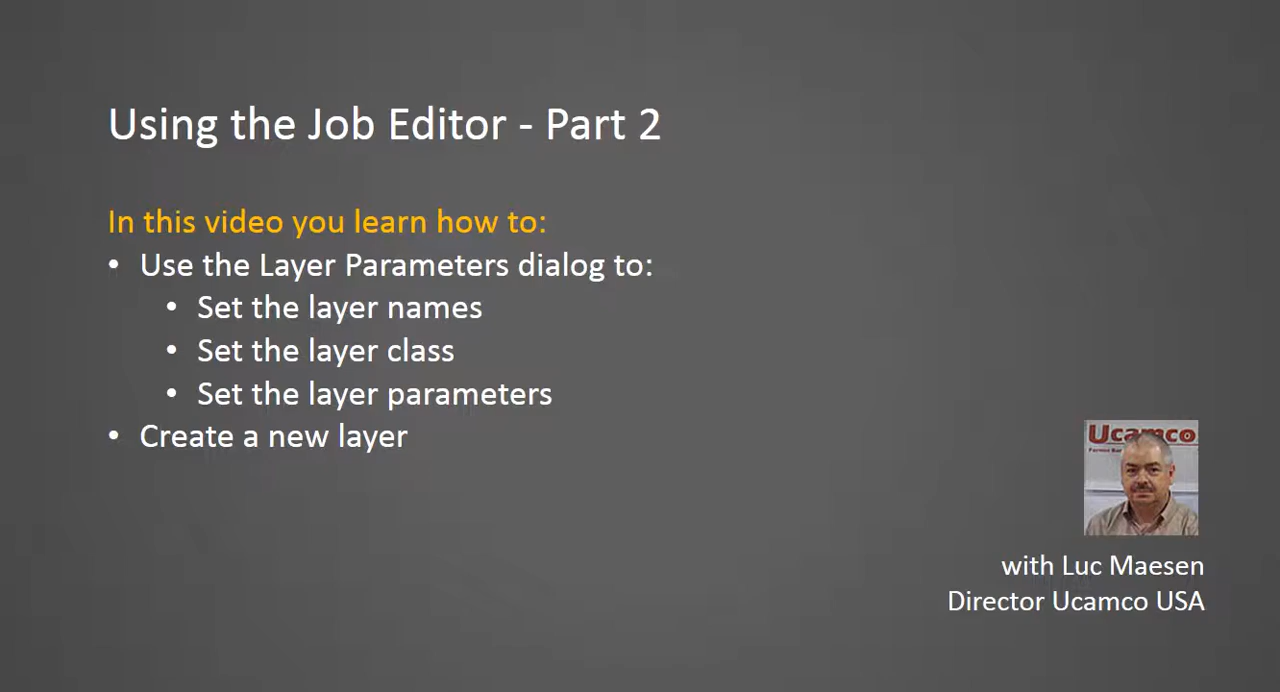 Using the Job Editor - Part 2
In this video you learn how to:
• Use the Layer Parameters dialog to:
• Set the layer names
• Set the layer class
• Set the layer parameters
• Create a new layer
Ucamco
with Luc Maesen
Director Ucamco USA